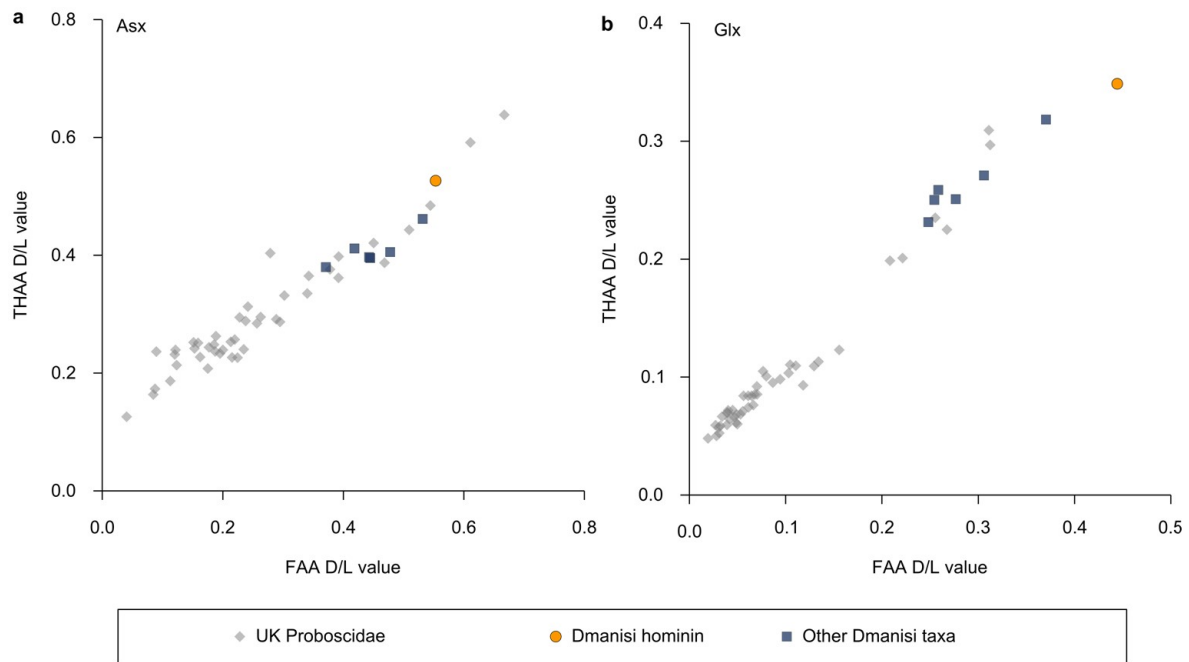 a
Asx
0.8
0.6
0.4
0.2
0.0
THAA D/L value
0.0 0.2 0.4 0.6 0.8
FAA D/L value
b
Glx
0.4
0.3
0.2
0.1
0.0
THAA D/L value
0.0 0.1 0.2 0.3 0.4 0.5
FAA D/L value
UK Proboscidae Dmanisi hominin Other Dmanisi taxa